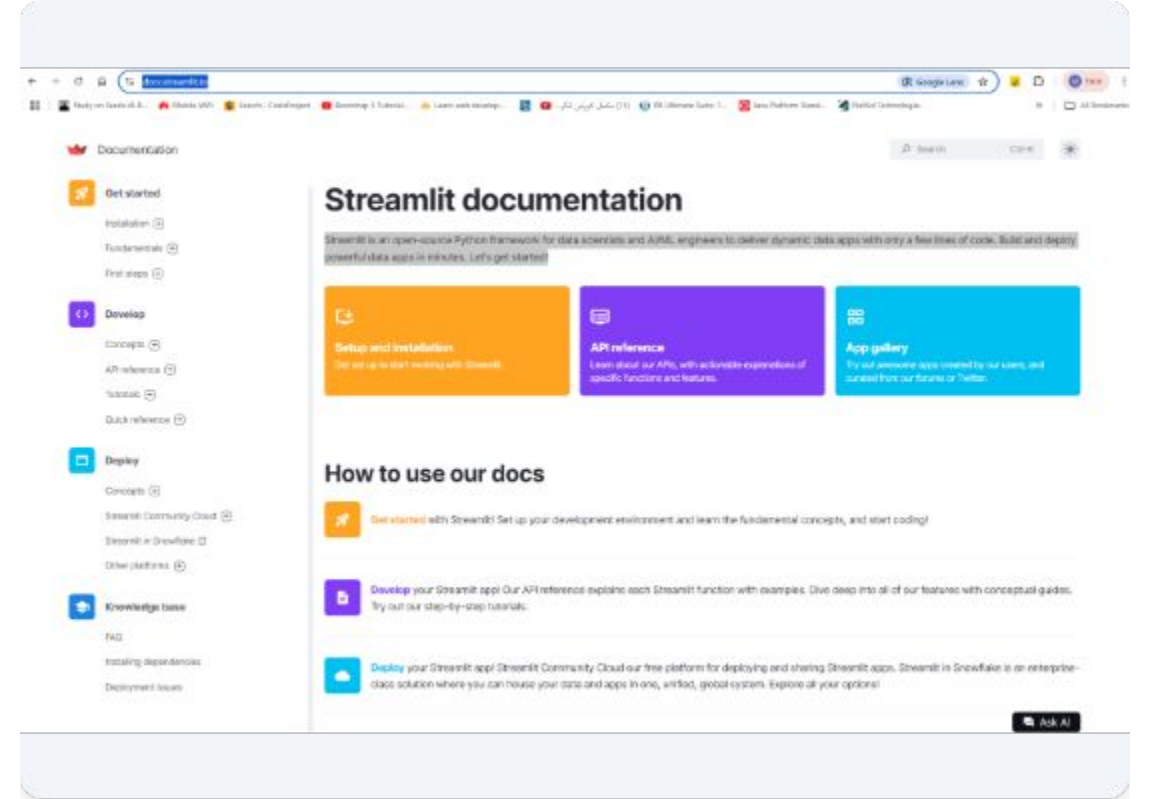 docs.streamlit.io
Google Lens
Documentation
Search
Ctrl-K
Get started
Installation
Fundamentals
First steps
Develop
Concepts
API reference
Tutorials
Quick reference
Deploy
Concepts
Streamlit Community Cloud
Streamlit in Snowflake
Other platforms
Knowledge base
FAQ
Installing dependencies
Deployment issues
Streamlit documentation
Streamlit is an open-source Python framework for data scientists and AI/ML engineers to deliver dynamic data apps with only a few lines of code. Build and deploy
powerful data apps in minutes. Let's get started!
Setup and installation
Get set up to start working with Streamlit.
API reference
Learn about our APIs, with actionable explanations of
specific functions and features.
App gallery
Try out awesome apps created by our users, and
curated from our forums or Twitter.
How to use our docs
Get started with Streamlit! Set up your development environment and learn the fundamental concepts, and start coding!
Develop your Streamlit app! Our API reference explains each Streamlit function with examples. Dive deep into all of our features with conceptual guides.
Try out our step-by-step tutorials.
Deploy your Streamlit app! Streamlit Community Cloud our free platform for deploying and sharing Streamlit apps. Streamlit in Snowflake is an enterprise-
class solution where you can house your data and apps in one, unified, global system. Explore all your options!
Ask AI